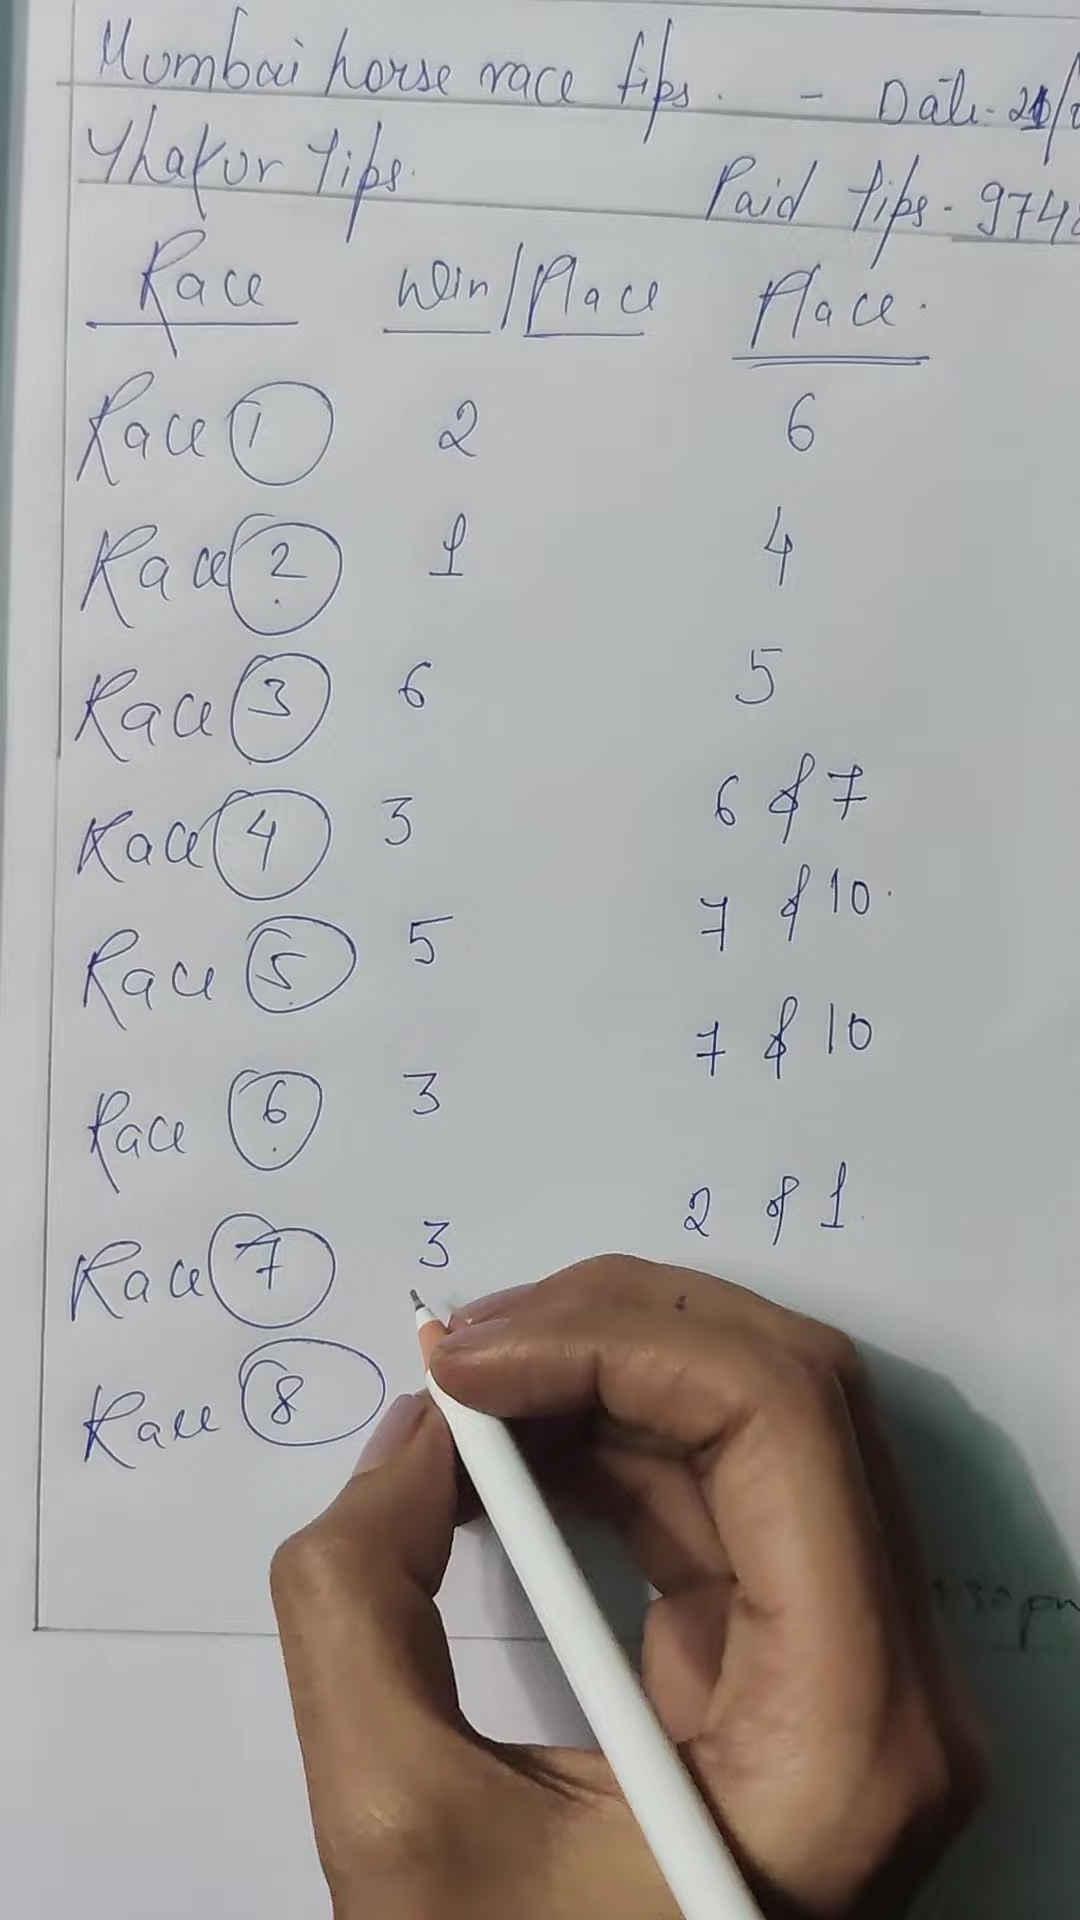 Mumbai horse race tips. - Date-21/
Thakur tips. Paid tips-974
Race Win/Place Place.
Race 1 2 6
Race 2 1 4
Race 3 6 5
Race 4 3 6 & 7
Race 5 5 7 & 10.
Race 6 3 7 & 10
Race 7 3 2 & 1.
Race 8